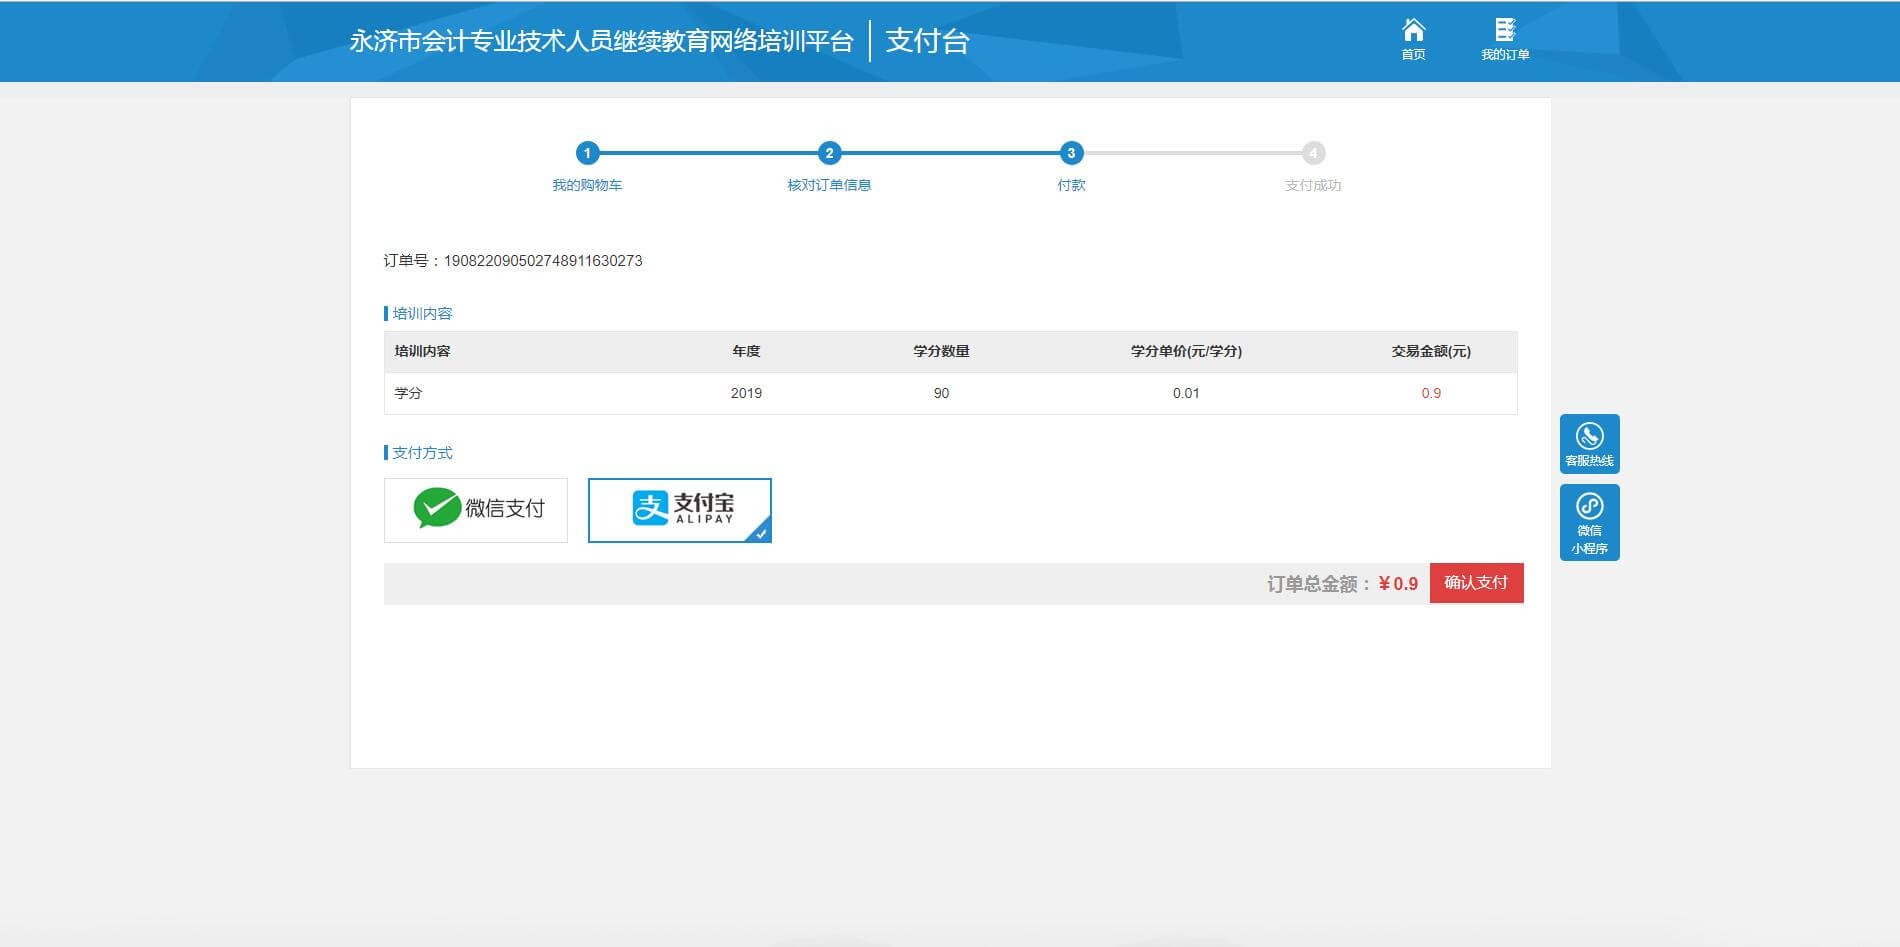 永济市会计专业技术人员继续教育网络培训平台 支付台
首页 我的订单
1 2 3 4
我的购物车 核对订单信息 付款 支付成功
订单号：190822090502748911630273
培训内容
培训内容 年度 学分数量 学分单价(元/学分) 交易金额(元)
学分 2019 90 0.01 0.9
支付方式
微信支付 支付宝
ALIPAY
订单总金额：¥0.9 确认支付
客服热线
微信
小程序